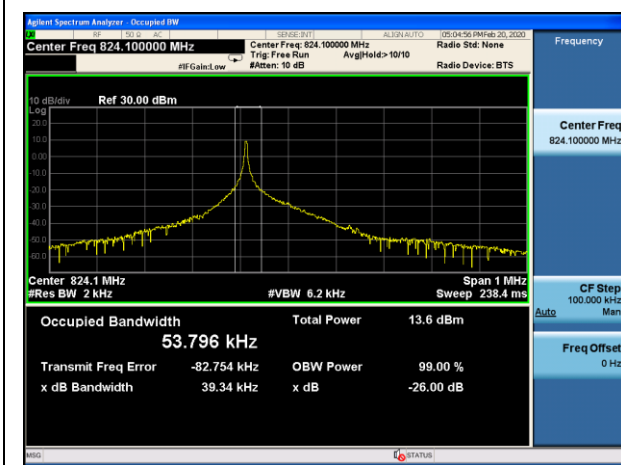 Agilent Spectrum Analyzer - Occupied BW
RF 50 Ω AC SENSE:INT ALIGN AUTO 05:04:56 PM Feb 20, 2020
Center Freq 824.100000 MHz Center Freq: 824.100000 MHz Radio Std: None Frequency
Trig: Free Run Avg|Hold:>10/10
#IFGain:Low #Atten: 10 dB Radio Device: BTS
10 dB/div Ref 30.00 dBm
Log
20.0
10.0
0.00
-10.0
-20.0
-30.0
-40.0
-50.0
-60.0
Center Freq
824.100000 MHz
Center 824.1 MHz Span 1 MHz
#Res BW 2 kHz #VBW 6.2 kHz Sweep 238.4 ms
CF Step
100.000 kHz
Auto Man
Occupied Bandwidth Total Power 13.6 dBm
53.796 kHz
Freq Offset
0 Hz
Transmit Freq Error -82.754 kHz OBW Power 99.00 %
x dB Bandwidth 39.34 kHz x dB -26.00 dB
MSG STATUS